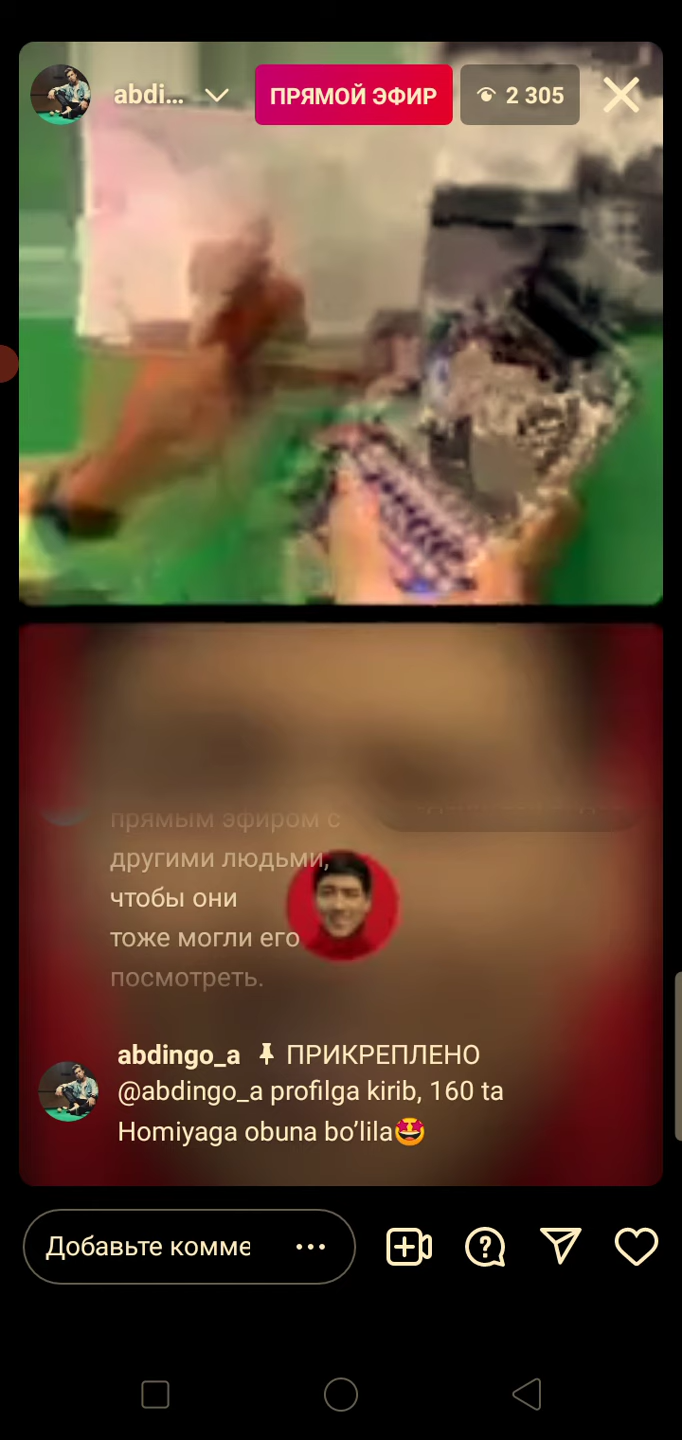 abdi...
ПРЯМОЙ ЭФИР
2 305
прямым эфиром с
другими людьми,
чтобы они
тоже могли его
посмотреть.
abdingo_a ПРИКРЕПЛЕНО
@abdingo_a profilga kirib, 160 ta
Homiyaga obuna bo’lila🤩
Добавьте комме